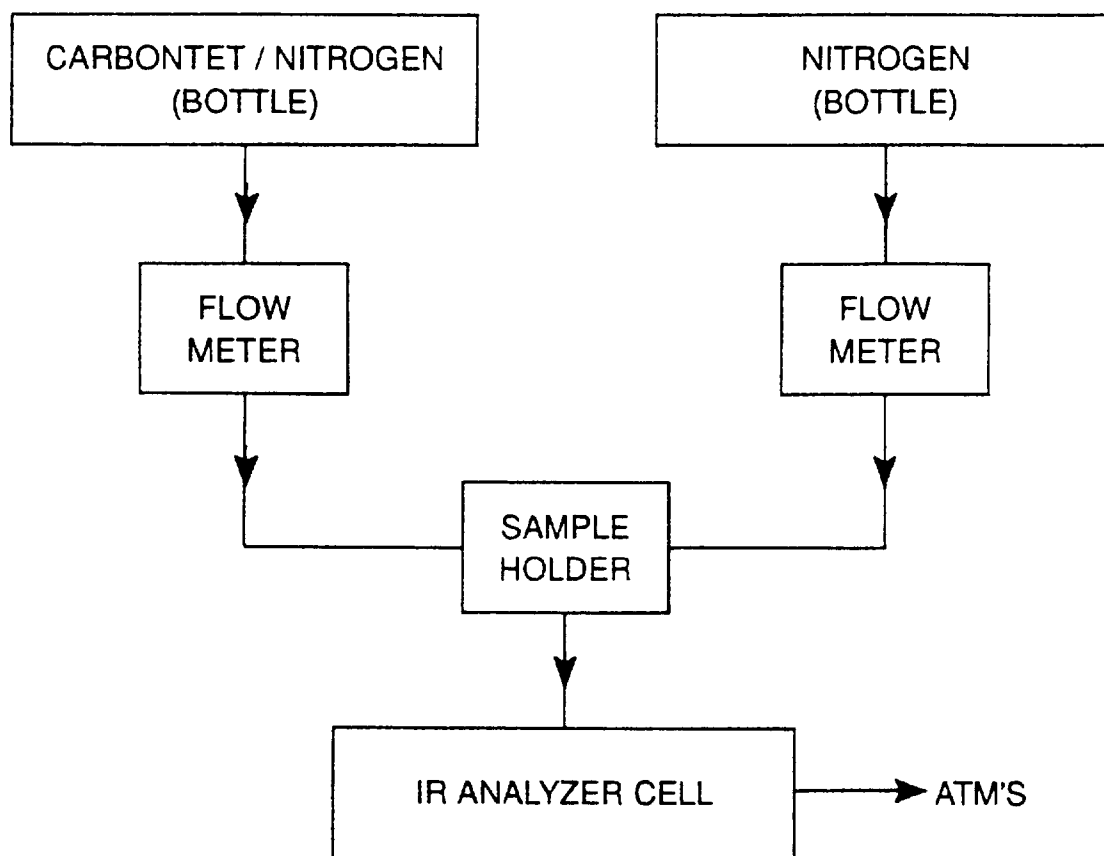 CARBONTET / NITROGEN
(BOTTLE)
NITROGEN
(BOTTLE)
FLOW
METER
FLOW
METER
SAMPLE
HOLDER
IR ANALYZER CELL
ATM'S